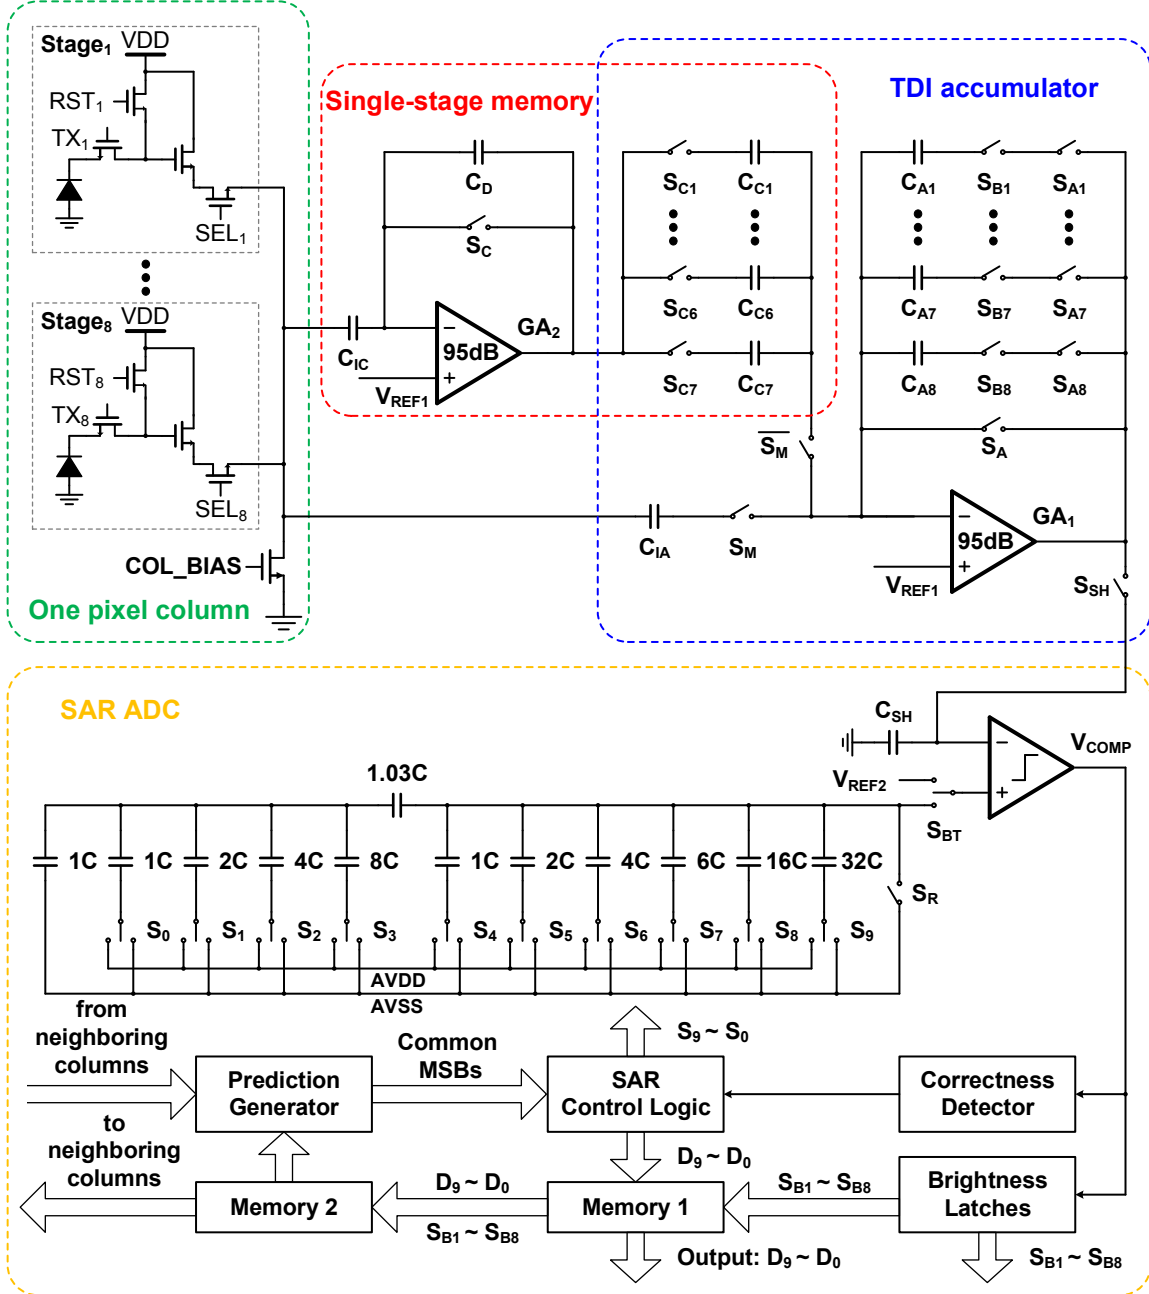 Stage1
VDD
RST1
TX1
SEL1
Stage8
VDD
RST8
TX8
SEL8
COL_BIAS
One pixel column
Single-stage memory
CD
SC
CIC
VREF1
−
+
95dB
GA2
SC1
CC1
SC6
CC6
SC7
CC7
SM
TDI accumulator
CA1
SB1
SA1
CA7
SB7
SA7
CA8
SB8
SA8
SA
CIA
SM
VREF1
−
+
95dB
GA1
SSH
SAR ADC
CSH
−
+
VCOMP
VREF2
SBT
1.03C
1C
1C
2C
4C
8C
1C
2C
4C
6C
16C
32C
SR
S0
S1
S2
S3
S4
S5
S6
S7
S8
S9
AVDD
AVSS
from
neighboring
columns
Prediction
Generator
Common
MSBs
S9 ~ S0
SAR
Control Logic
Correctness
Detector
to
neighboring
columns
D9 ~ D0
Memory 2
D9 ~ D0
SB1 ~ SB8
Memory 1
SB1 ~ SB8
Brightness
Latches
Output: D9 ~ D0
SB1 ~ SB8